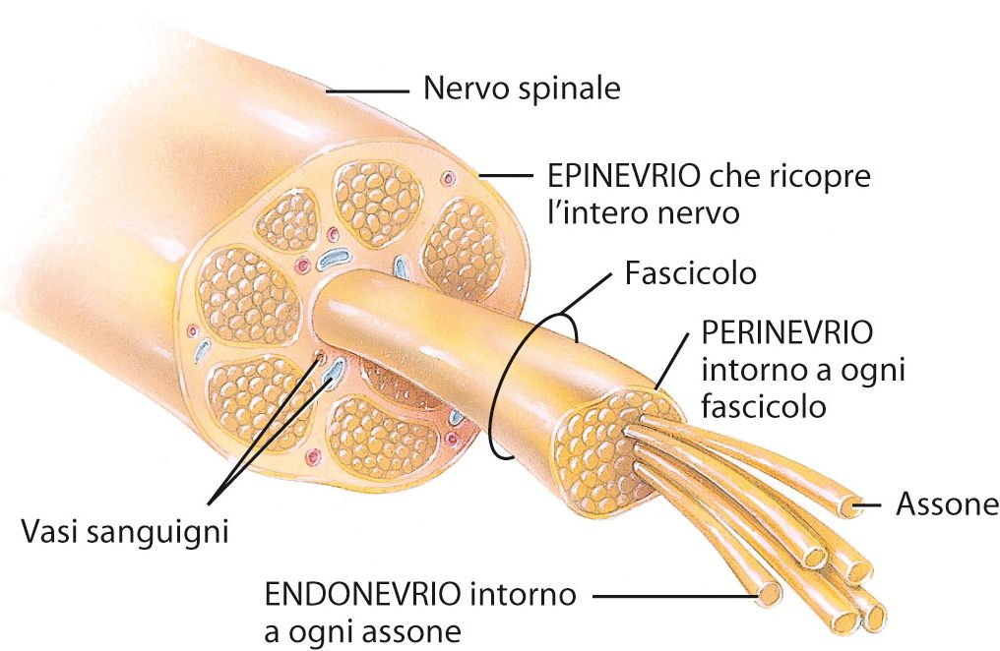 Nervo spinale
EPINEVRIO che ricopre
l'intero nervo
Fascicolo
PERINEVRIO
intorno a ogni
fascicolo
Assone
Vasi sanguigni
ENDONEVRIO intorno
a ogni assone